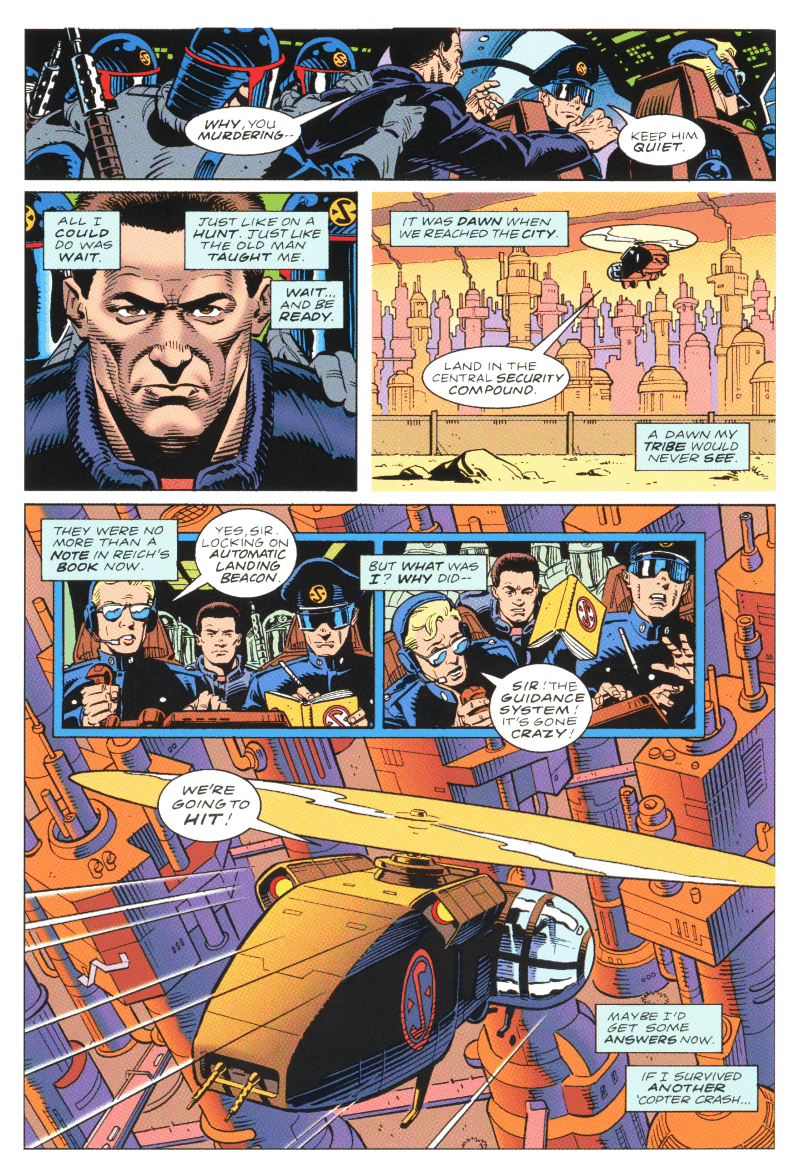 WHY, YOU
MURDERING--
KEEP HIM
QUIET.
ALL I
COULD
DO WAS
WAIT.
JUST LIKE ON A
HUNT. JUST LIKE
THE OLD MAN
TAUGHT ME.
WAIT...
AND BE
READY.
IT WAS DAWN WHEN
WE REACHED THE CITY.
LAND IN THE
CENTRAL SECURITY
COMPOUND.
A DAWN MY
TRIBE WOULD
NEVER SEE.
THEY WERE NO
MORE THAN A
NOTE IN REICH'S
BOOK NOW.
YES, SIR.
LOCKING ON
AUTOMATIC
LANDING
BEACON.
BUT WHAT WAS
I? WHY DID--
SIR! THE
GUIDANCE
SYSTEM!
IT'S GONE
CRAZY!
WE'RE
GOING TO
HIT!
MAYBE I'D
GET SOME
ANSWERS NOW.
IF I SURVIVED
ANOTHER
'COPTER CRASH...